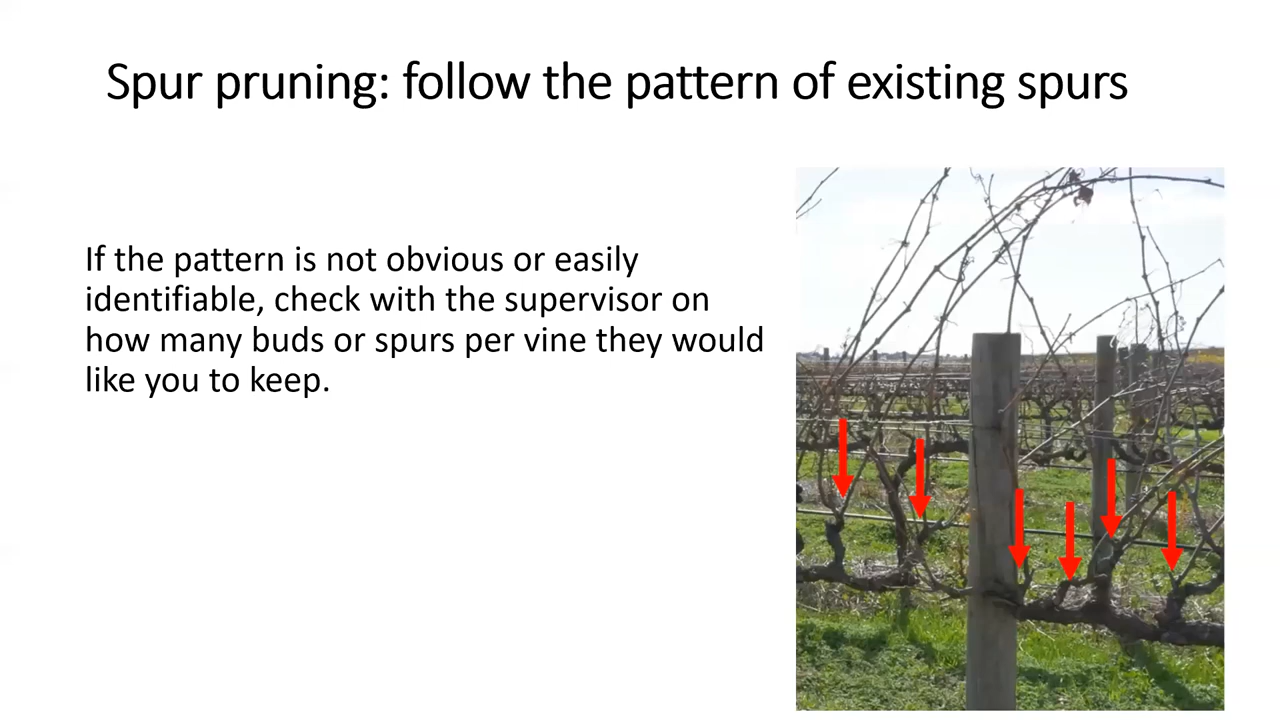 Spur pruning: follow the pattern of existing spurs
If the pattern is not obvious or easily
identifiable, check with the supervisor on
how many buds or spurs per vine they would
like you to keep.